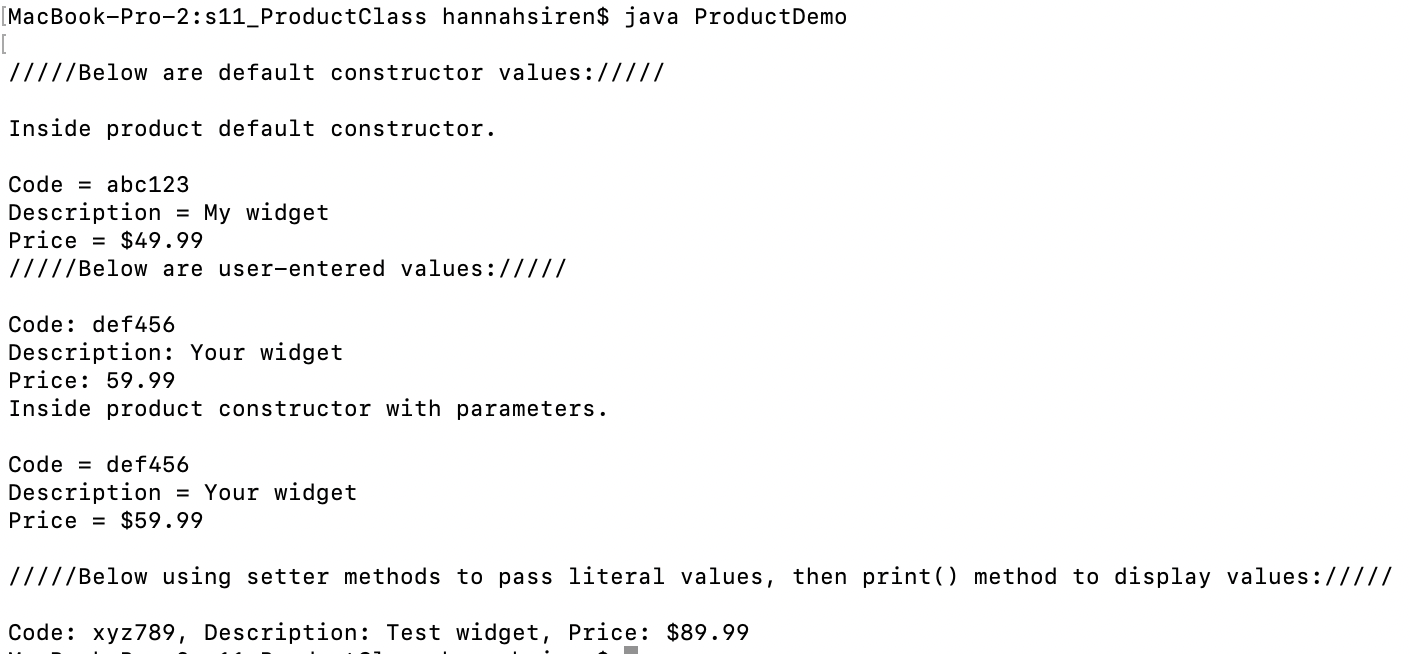 [MacBook-Pro-2:s11_ProductClass hannahsiren$ java ProductDemo
[
/////Below are default constructor values://///
Inside product default constructor.
Code = abc123
Description = My widget
Price = $49.99
/////Below are user-entered values://///
Code: def456
Description: Your widget
Price: 59.99
Inside product constructor with parameters.
Code = def456
Description = Your widget
Price = $59.99
/////Below using setter methods to pass literal values, then print() method to display values://///
Code: xyz789, Description: Test widget, Price: $89.99